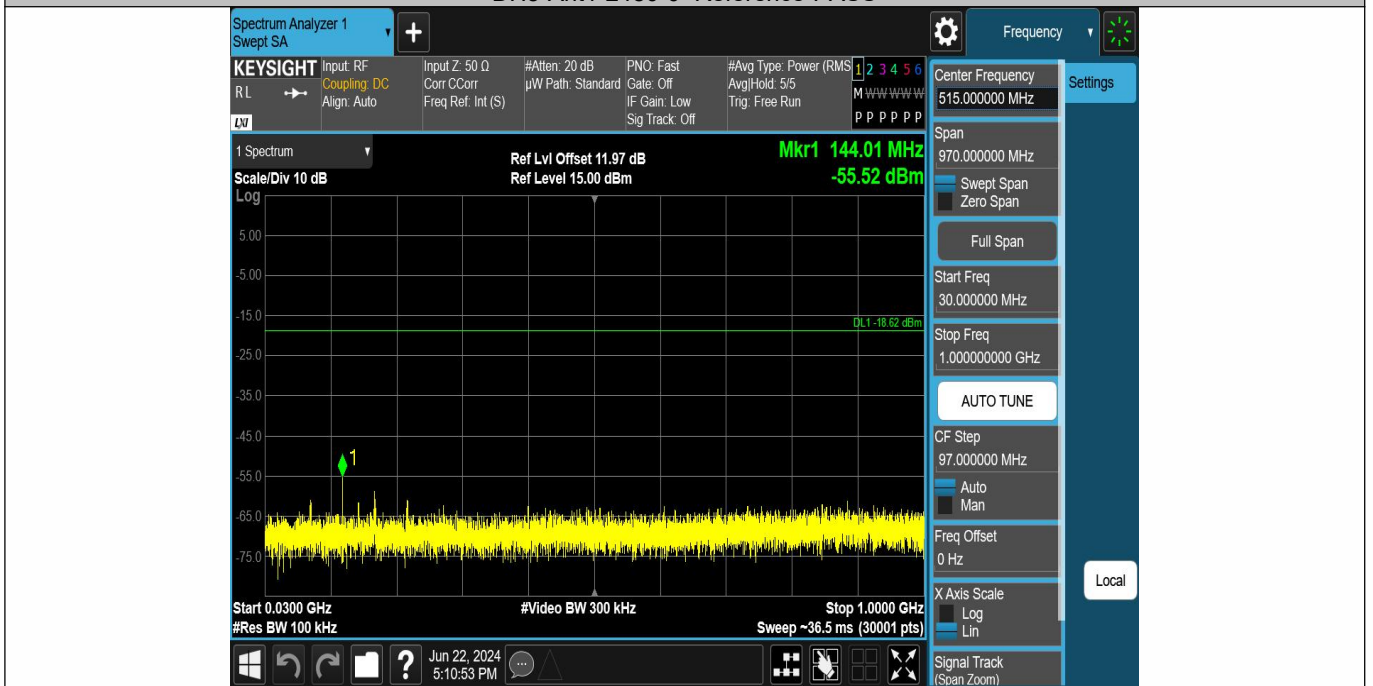 Spectrum Analyzer 1
Swept SA
+
Frequency
KEYSIGHT
RL
LXI
Input: RF
Coupling: DC
Align: Auto
Input Z: 50 Ω
Corr CCorr
Freq Ref: Int (S)
#Atten: 20 dB
µW Path: Standard
PNO: Fast
Gate: Off
IF Gain: Low
Sig Track: Off
#Avg Type: Power (RMS
Avg|Hold: 5/5
Trig: Free Run
1 2 3 4 5 6
M W W W W W
P P P P P P
1 Spectrum
Scale/Div 10 dB
Log
Ref Lvl Offset 11.97 dB
Ref Level 15.00 dBm
Mkr1 144.01 MHz
-55.52 dBm
5.00
-5.00
-15.0
DL1 -18.62 dBm
-25.0
-35.0
-45.0
1
-55.0
-65.0
-75.0
Start 0.0300 GHz
#Res BW 100 kHz
#Video BW 300 kHz
Stop 1.0000 GHz
Sweep ~36.5 ms (30001 pts)
?
Jun 22, 2024
5:10:53 PM
Center Frequency
515.000000 MHz
Settings
Span
970.000000 MHz
Swept Span
Zero Span
Full Span
Start Freq
30.000000 MHz
Stop Freq
1.000000000 GHz
AUTO TUNE
CF Step
97.000000 MHz
Auto
Man
Freq Offset
0 Hz
Local
X Axis Scale
Log
Lin
Signal Track
(Span Zoom)